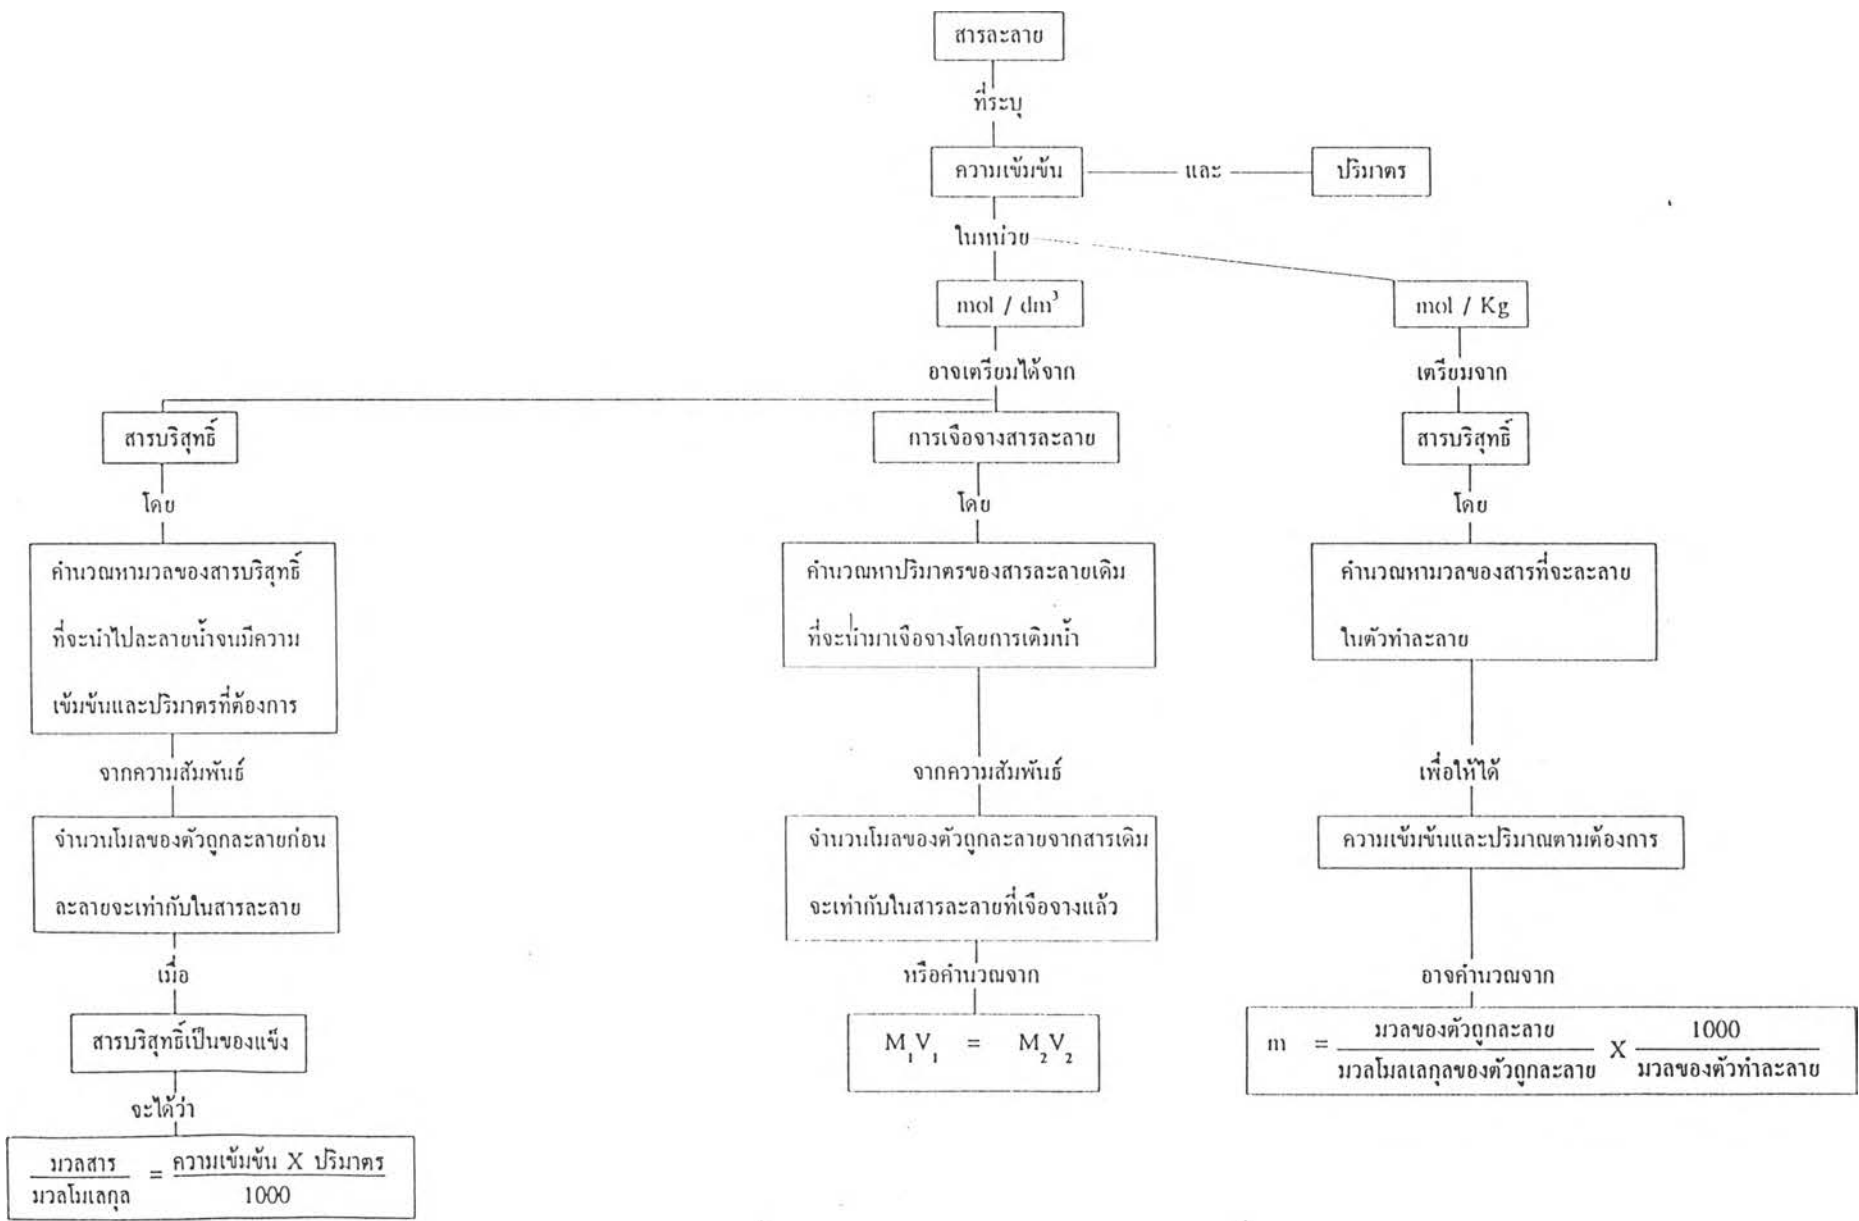 สารละลาย
ที่ระบุ
ความเข้มข้น และ ปริมาตร
ในหน่วย
mol / dm³ mol / Kg
อาจเตรียมได้จาก เตรียมจาก
สารบริสุทธิ์ การเจือจางสารละลาย สารบริสุทธิ์
โดย โดย โดย
คำนวณหามวลของสารบริสุทธิ์
ที่จะนำไปละลายน้ำจนมีความ
เข้มข้นและปริมาตรที่ต้องการ
คำนวณหาปริมาตรของสารละลายเดิม
ที่จะนำมาเจือจางโดยการเติมน้ำ
คำนวณหามวลของสารที่จะละลาย
ในตัวทำละลาย
จากความสัมพันธ์ จากความสัมพันธ์ เพื่อให้ได้
จำนวนโมลของตัวถูกละลายก่อน
ละลายจะเท่ากับในสารละลาย
จำนวนโมลของตัวถูกละลายจากสารเดิม
จะเท่ากับในสารละลายที่เจือจางแล้ว
ความเข้มข้นและปริมาณตามต้องการ
เมื่อ หรือคำนวณจาก อาจคำนวณจาก
สารบริสุทธิ์เป็นของแข็ง
M₁V₁ = M₂V₂
มวลของตัวถูกละลาย 1000
m = X
มวลโมลเลกุลของตัวถูกละลาย มวลของตัวทำละลาย
จะได้ว่า
มวลสาร = ความเข้มข้น X ปริมาตร
มวลโมเลกุล 1000